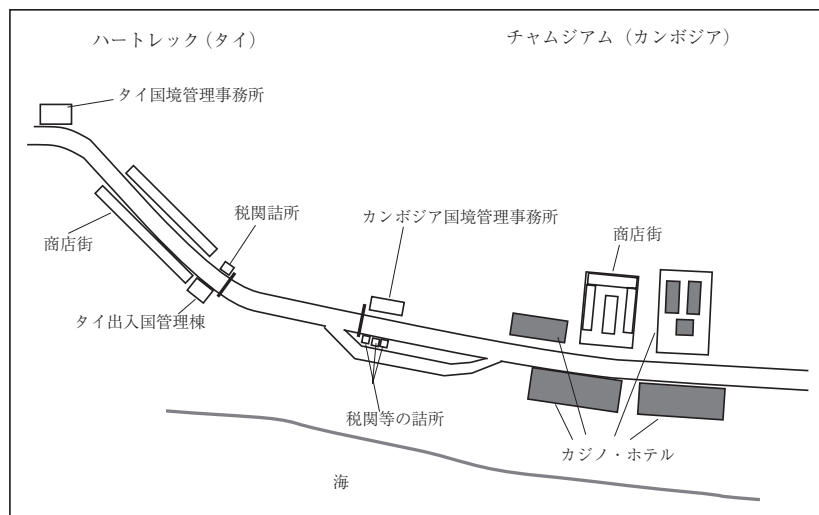 ハートレック（タイ）
チャムジアム（カンボジア）
タイ国境管理事務所
税関詰所
カンボジア国境管理事務所
商店街
商店街
タイ出入国管理棟
税関等の詰所
カジノ・ホテル
海